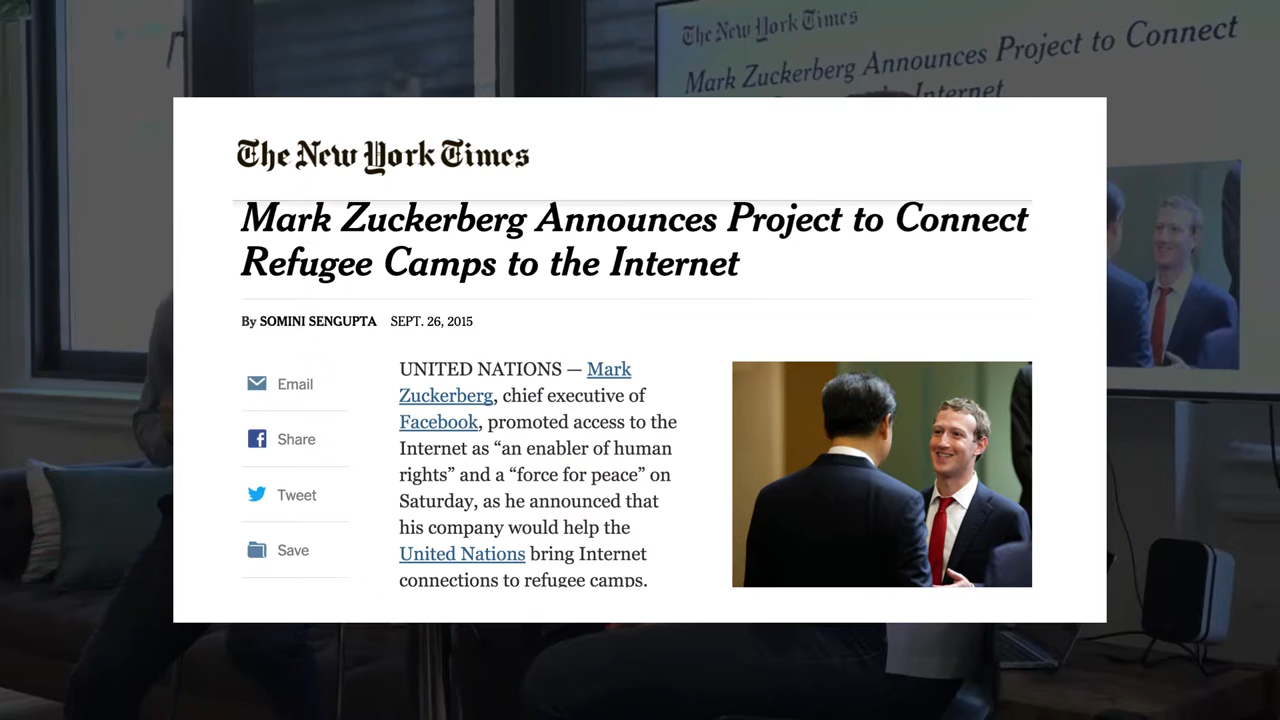 The New York Times
Mark Zuckerberg Announces Project to Connect
Internet
The New York Times
Mark Zuckerberg Announces Project to Connect
Refugee Camps to the Internet
By SOMINI SENGUPTA SEPT. 26, 2015
Email
Share
Tweet
Save
UNITED NATIONS — Mark
Zuckerberg, chief executive of
Facebook, promoted access to the
Internet as “an enabler of human
rights” and a “force for peace” on
Saturday, as he announced that
his company would help the
United Nations bring Internet
connections to refugee camps.